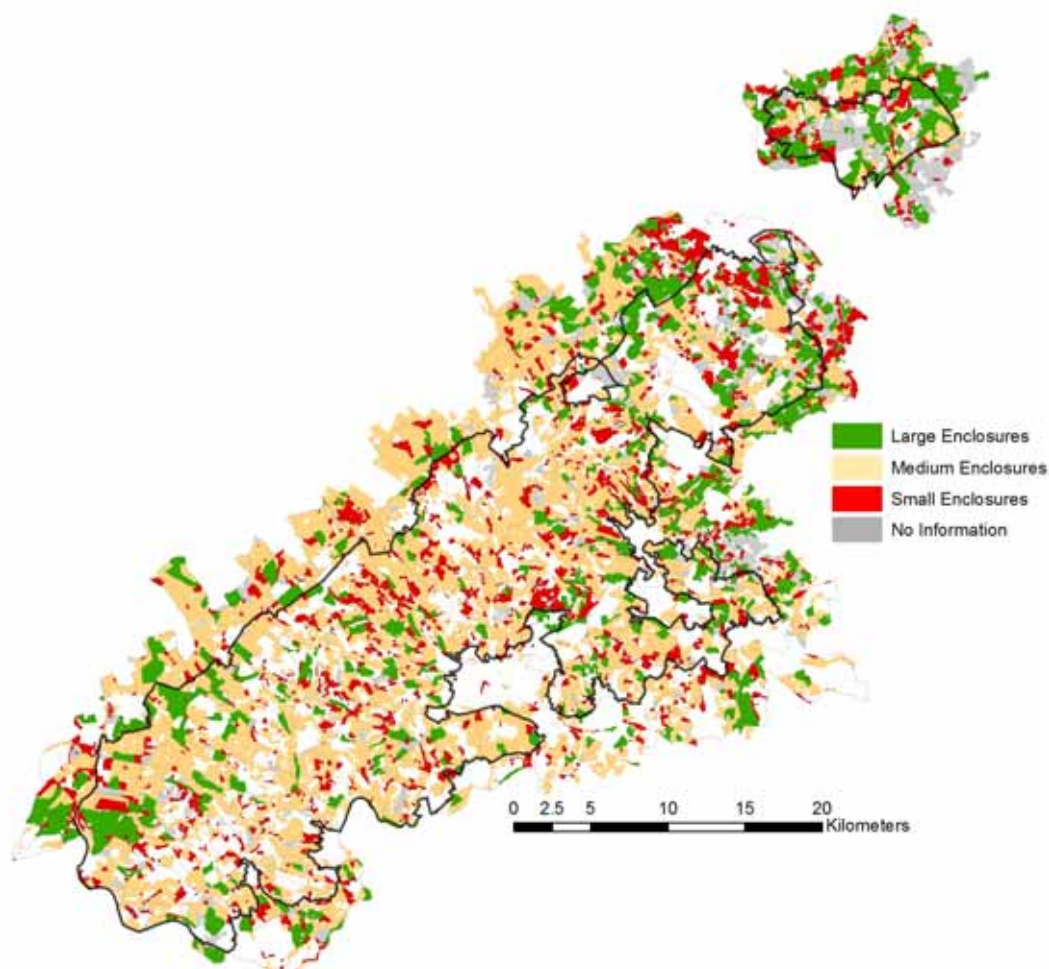 Large Enclosures
Medium Enclosures
Small Enclosures
No Information
0 2.5 5 10 15 20
Kilometers